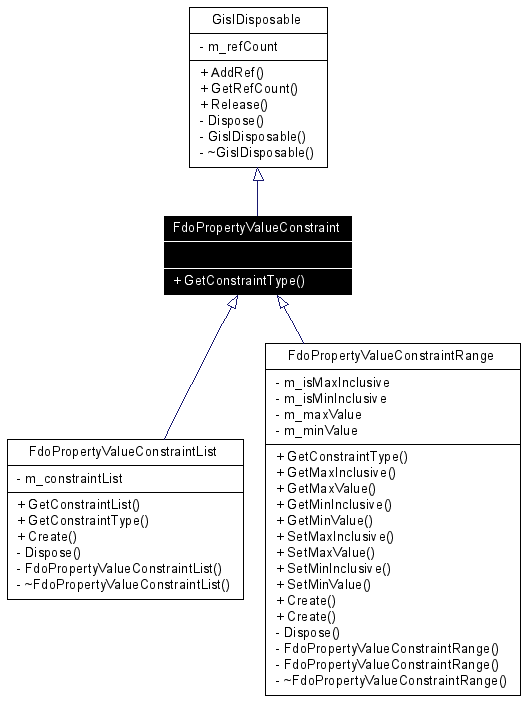 GisIDisposable
- m_refCount
+ AddRef()
+ GetRefCount()
+ Release()
- Dispose()
- GisIDisposable()
- ~GisIDisposable()
FdoPropertyValueConstraint
+ GetConstraintType()
FdoPropertyValueConstraintRange
- m_isMaxInclusive
- m_isMinInclusive
- m_maxValue
- m_minValue
+ GetConstraintType()
+ GetMaxInclusive()
+ GetMaxValue()
+ GetMinInclusive()
+ GetMinValue()
+ SetMaxInclusive()
+ SetMaxValue()
+ SetMinInclusive()
+ SetMinValue()
+ Create()
+ Create()
- Dispose()
- FdoPropertyValueConstraintRange()
- FdoPropertyValueConstraintRange()
- ~FdoPropertyValueConstraintRange()
FdoPropertyValueConstraintList
- m_constraintList
+ GetConstraintList()
+ GetConstraintType()
+ Create()
- Dispose()
- FdoPropertyValueConstraintList()
- ~FdoPropertyValueConstraintList()